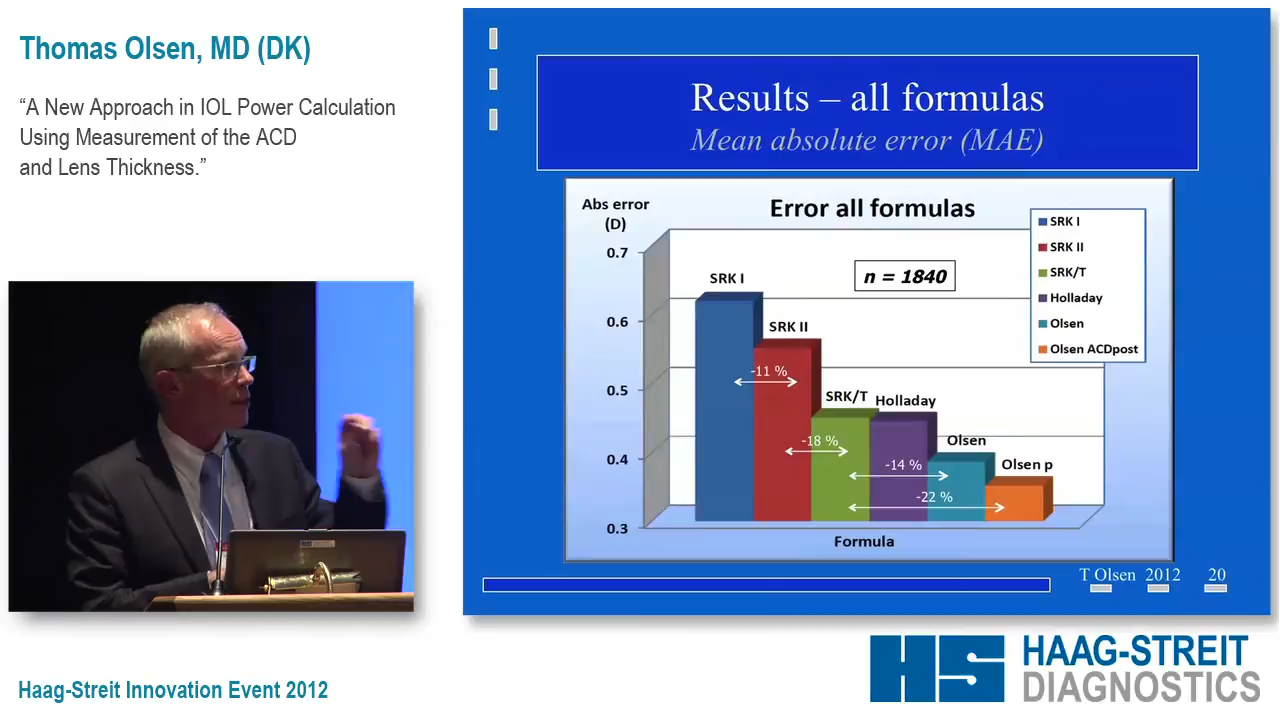 Thomas Olsen, MD (DK)
“A New Approach in IOL Power Calculation
Using Measurement of the ACD
and Lens Thickness.”
Results – all formulas
Mean absolute error (MAE)
Abs error
(D)
Error all formulas
n = 1840
SRK I
SRK II
SRK/T
Holladay
Olsen
Olsen ACDpost
0.7
0.6
0.5
0.4
0.3
SRK I
SRK II
SRK/T
Holladay
Olsen
Olsen p
-11 %
-18 %
-14 %
-22 %
Formula
T Olsen 2012 20
HS
Haag-Streit Innovation Event 2012
HS HAAG-STREIT
DIAGNOSTICS